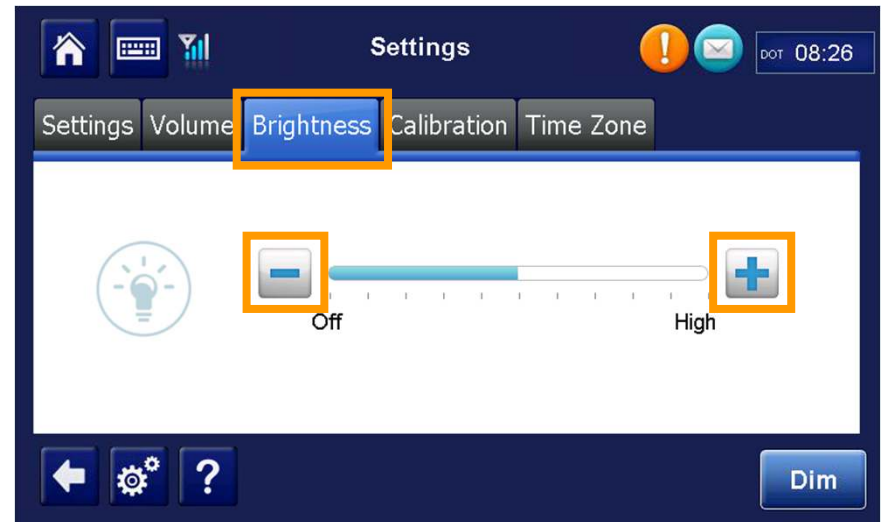 Settings
DOT 08:26
Settings Volume Brightness Calibration Time Zone
Off High
? Dim